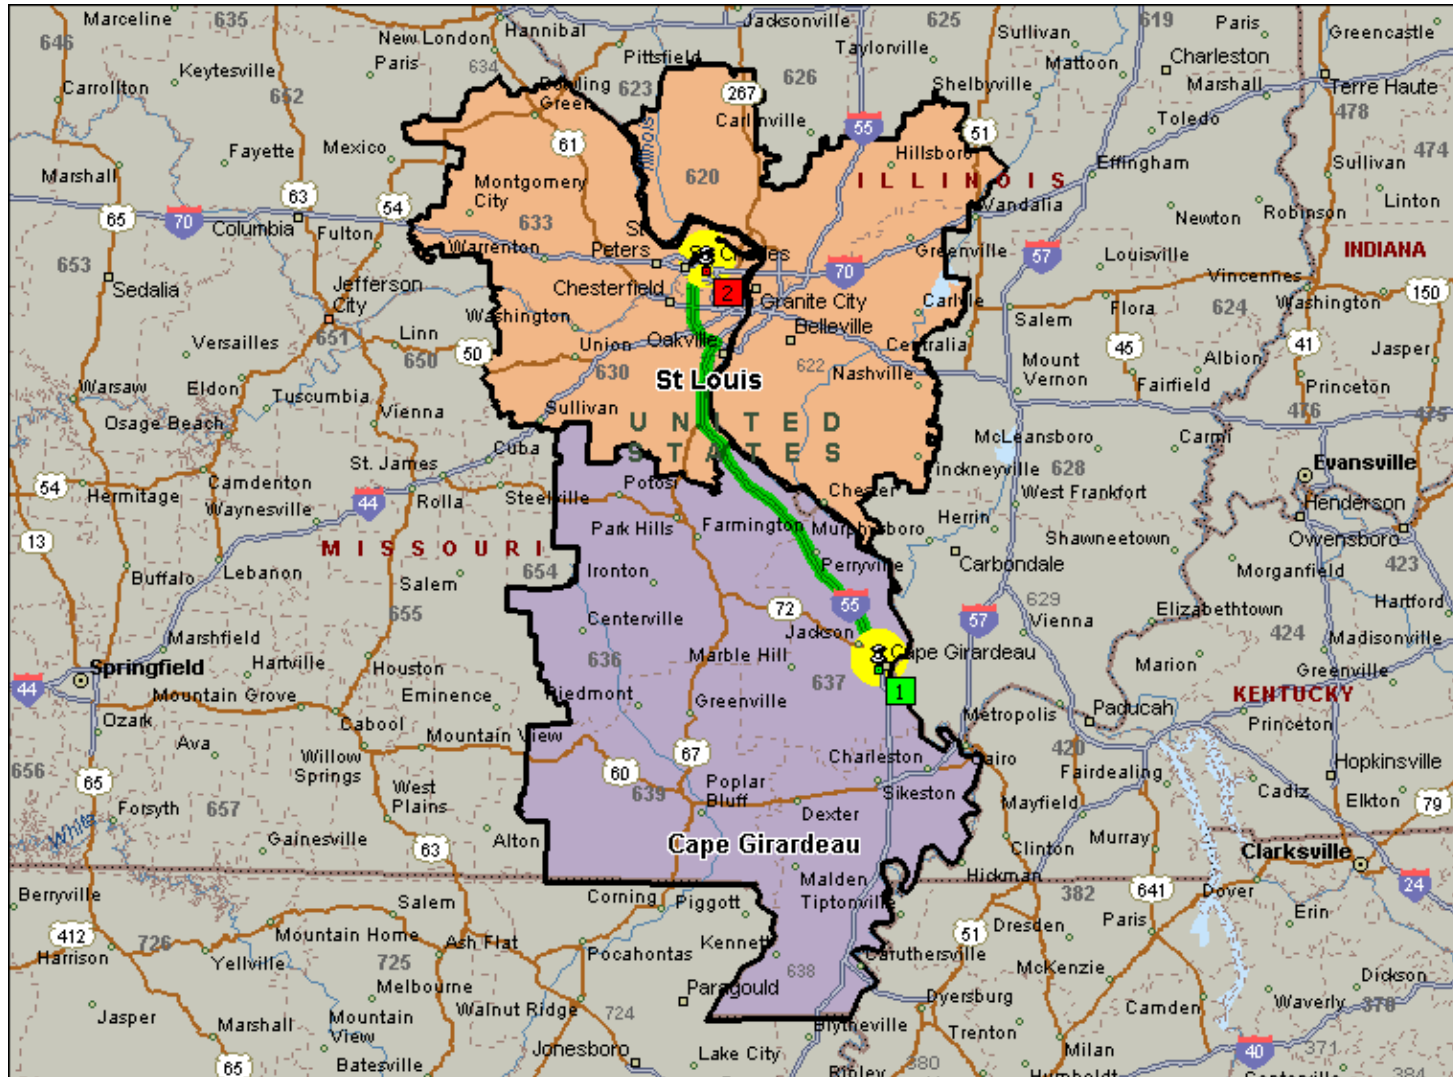 Marceline
635
New London
Hannibal
Jacksonville
625
Sullivan
619
Paris
Greencastle
646
Keytesville
Paris
634
Pittsfield
Taylorville
Mattoon
Charleston
Carrollton
652
Bowling
Green
623
626
Shelbyville
Marshall
Terre Haute
267
Carlinville
55
51
Toledo
478
Fayette
Mexico
61
Illinois
Hillsboro
Effingham
Sullivan
474
Marshall
63
54
Montgomery
City
620
ILLINOIS
Vandalia
Newton
Robinson
Linton
65
70
Columbia
Fulton
633
Warrenton
St
Peters
Charles
Greenville
57
Louisville
INDIANA
653
Sedalia
Jefferson
City
Chesterfield
2
Granite City
70
Carlyle
Vincennes
624
Washington
150
Salem
Flora
Versailles
651
Linn
650
Washington
50
Union
Oakville
Belleville
Centralia
45
Albion
41
Jasper
Warsaw
Eldon
Tuscumbia
630
St Louis
622
Nashville
Mount
Vernon
Fairfield
Princeton
Osage Beach
Vienna
Sullivan
UNITED
STATES
476
475
Cuba
McLeansboro
Carmi
St. James
Pinckneyville
628
Evansville
54
Hermitage
Camdenton
Waynesville
44
Rolla
Steelville
Potosi
Chester
West Frankfort
Henderson
13
MISSOURI
Park Hills
Farmington
Murphysboro
Herrin
Shawneetown
Owensboro
Buffalo
Lebanon
654
Salem
Ironton
Perryville
Carbondale
Morganfield
423
655
Centerville
72
55
57
629
Elizabethtown
Hartford
Marshfield
Jackson
Vienna
424
Madisonville
Springfield
Hartville
Houston
636
Marble Hill
Cape Girardeau
Marion
Greenville
44
Mountain Grove
Eminence
Piedmont
637
1
KENTUCKY
Ozark
Cabool
Greenville
Metropolis
Paducah
Princeton
Ava
Mountain View
67
Charleston
Cairo
420
656
65
Willow
Springs
60
639
Poplar
Bluff
Fairdealing
Hopkinsville
Forsyth
657
West
Plains
Dexter
Sikeston
Mayfield
Cadiz
Elkton
79
White
Gainesville
63
Alton
Cape Girardeau
Clinton
Murray
Clarksville
Malden
Hickman
382
641
Dover
24
Berryville
Salem
Corning
Piggott
Tiptonville
Dresden
Paris
Erin
412
726
Mountain Home
Ash Flat
Kennett
51
Harrison
Yellville
725
Pocahontas
638
Caruthersville
McKenzie
Dickson
Melbourne
Paragould
Dyersburg
Camden
Waverly
370
Jasper
Marshall
Mountain
View
Walnut Ridge
724
Blytheville
Trenton
65
Batesville
Jonesboro
Lake City
Ripley
380
Milan
Humboldt
40
371
Centerville
384